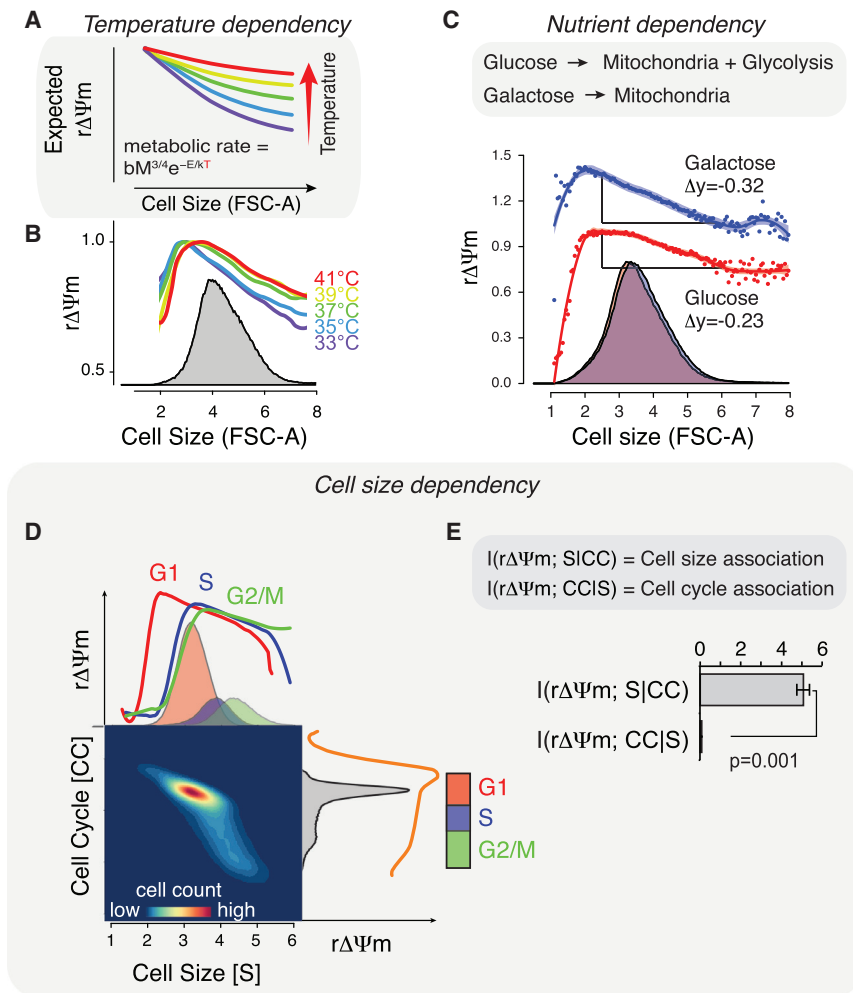 A
Temperature dependency
Expected
rΔΨm
Temperature
metabolic rate =
bM3/4e–E/kT
Cell Size (FSC-A)
B
rΔΨm
1.0
0.5
41°C
39°C
37°C
35°C
33°C
2 4 6 8
Cell Size (FSC-A)
C
Nutrient dependency
Glucose → Mitochondria + Glycolysis
Galactose → Mitochondria
rΔΨm
1.5
1.2
0.9
0.6
0.3
0.0
Galactose
Δy=-0.32
Glucose
Δy=-0.23
1 2 3 4 5 6 7 8
Cell size (FSC-A)
Cell size dependency
D
G1
S
G2/M
rΔΨm
Cell Cycle [CC]
cell count
low high
1 2 3 4 5 6
Cell Size [S]
rΔΨm
G1
S
G2/M
E
I(rΔΨm; S|CC) = Cell size association
I(rΔΨm; CC|S) = Cell cycle association
0 2 4 6
I(rΔΨm; S|CC)
I(rΔΨm; CC|S)
p=0.001